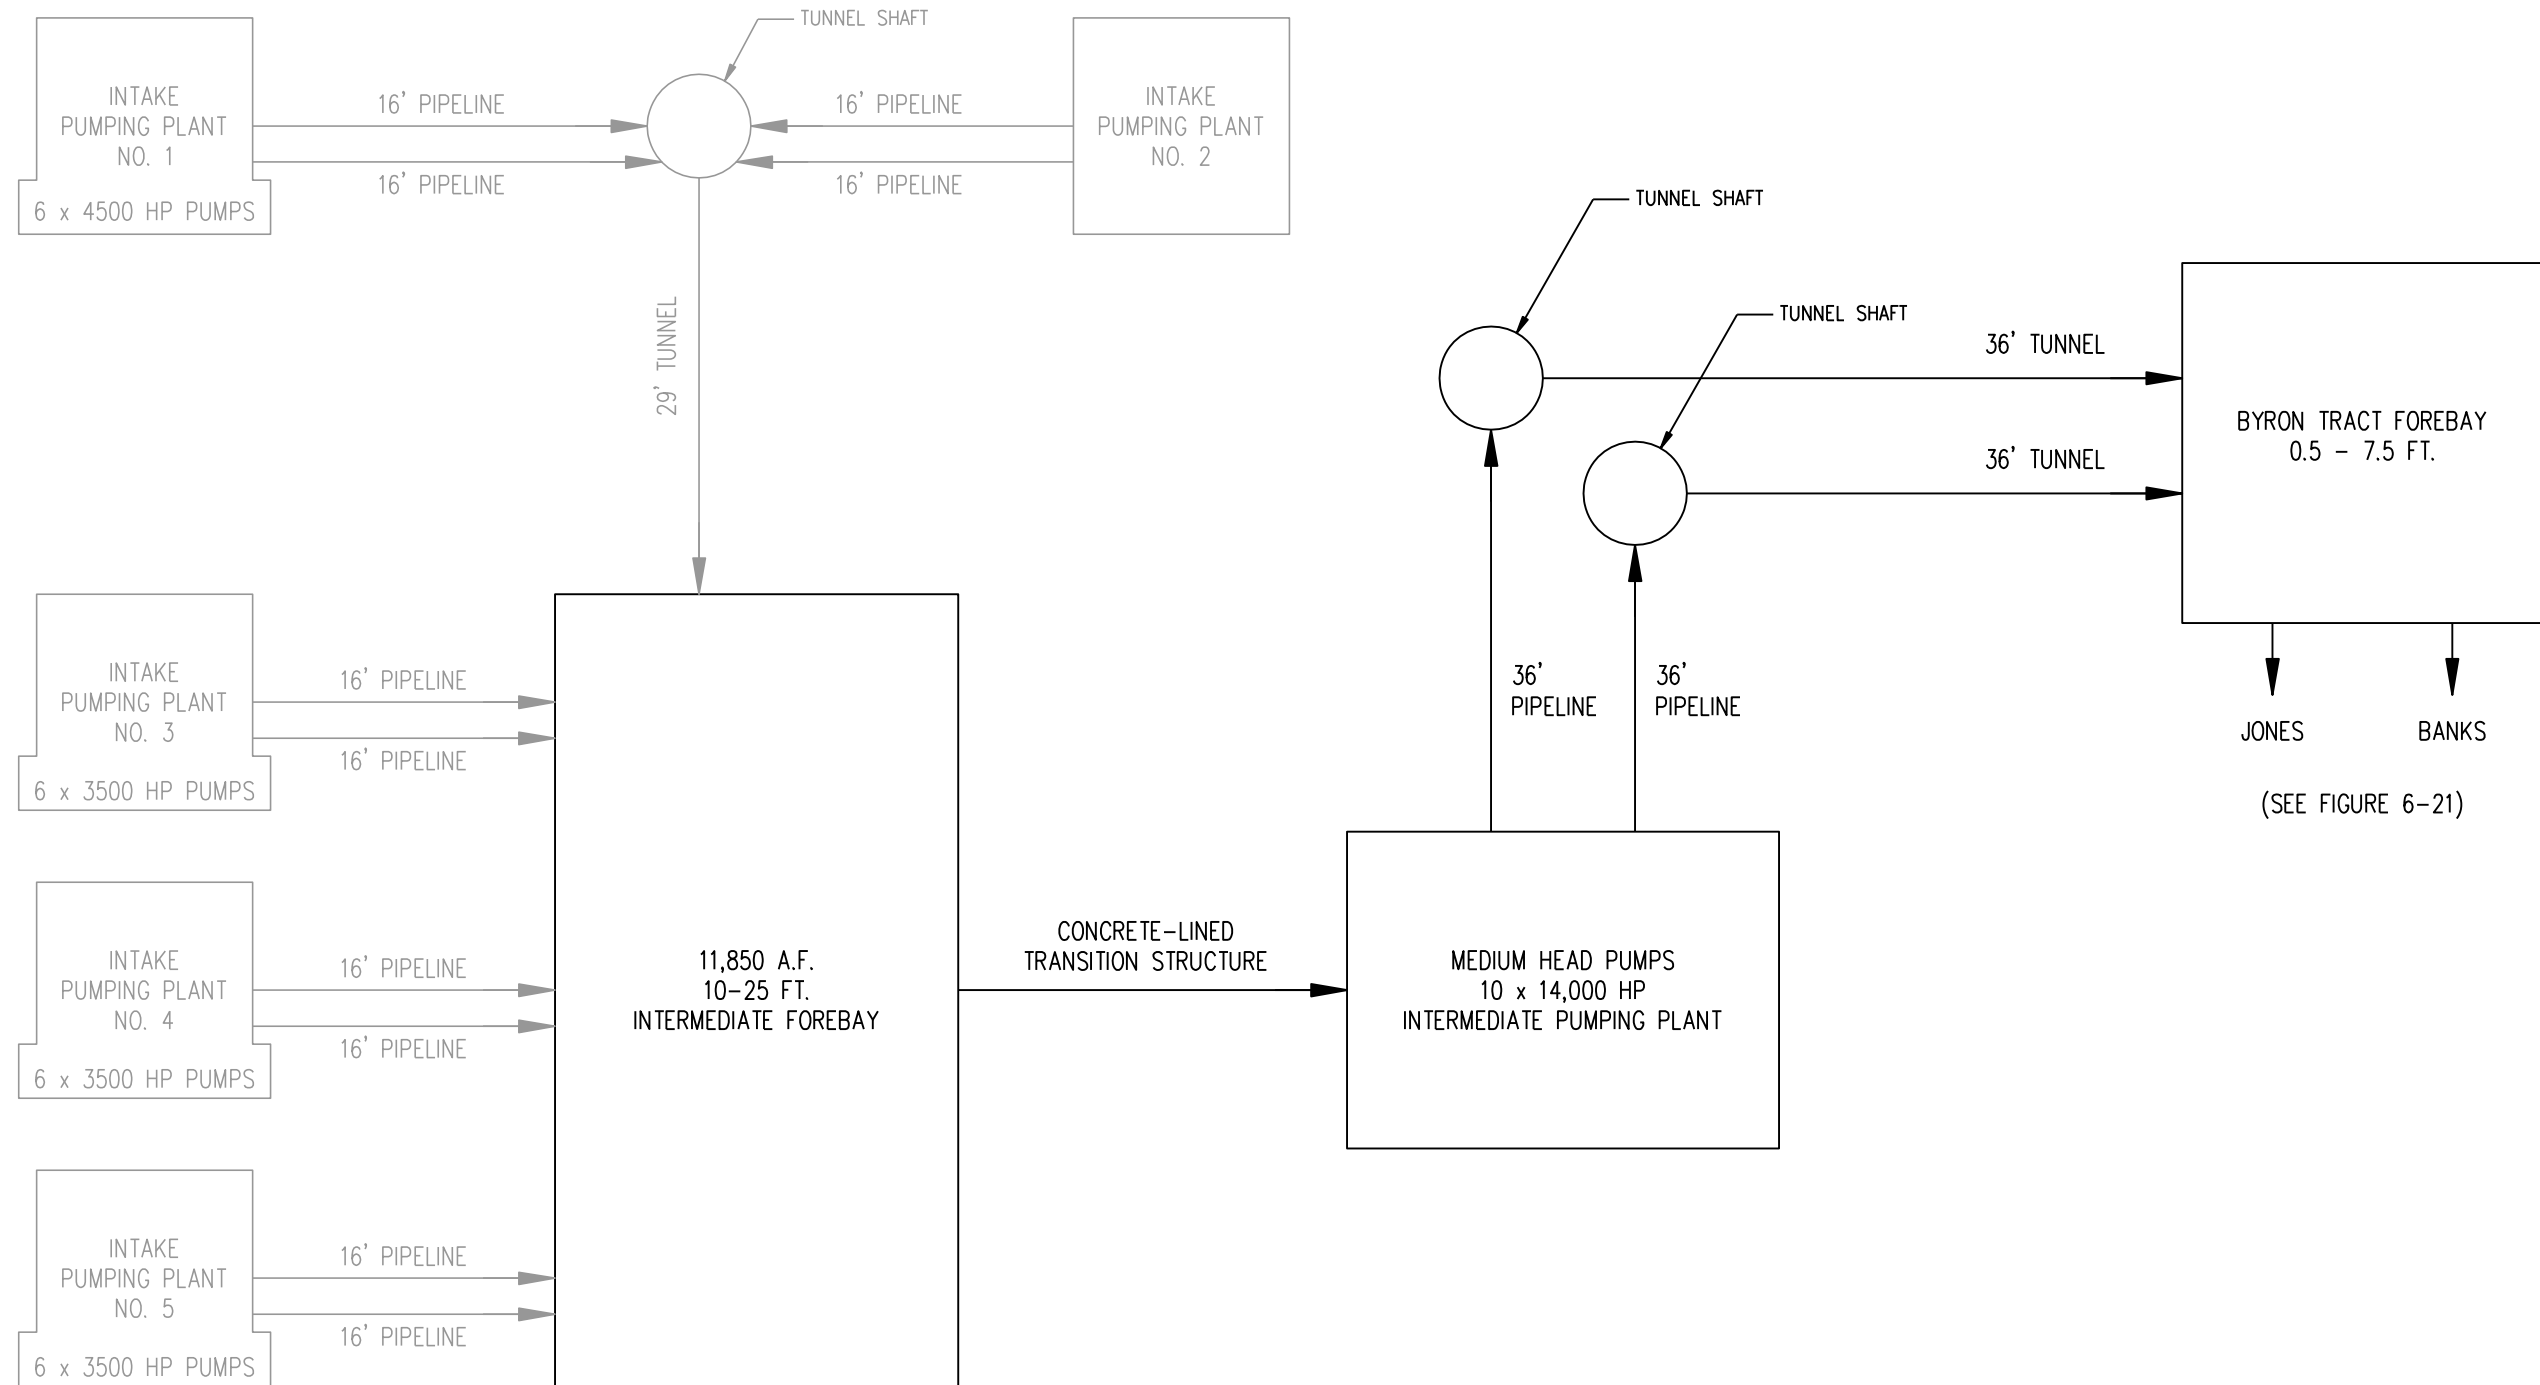 TUNNEL SHAFT
INTAKE
PUMPING PLANT
NO. 1
6 x 4500 HP PUMPS
16' PIPELINE
16' PIPELINE
16' PIPELINE
16' PIPELINE
INTAKE
PUMPING PLANT
NO. 2
29' TUNNEL
TUNNEL SHAFT
TUNNEL SHAFT
36' TUNNEL
36' TUNNEL
BYRON TRACT FOREBAY
0.5 - 7.5 FT.
36'
PIPELINE
36'
PIPELINE
JONES
BANKS
(SEE FIGURE 6-21)
INTAKE
PUMPING PLANT
NO. 3
6 x 3500 HP PUMPS
16' PIPELINE
16' PIPELINE
INTAKE
PUMPING PLANT
NO. 4
6 x 3500 HP PUMPS
16' PIPELINE
16' PIPELINE
11,850 A.F.
10-25 FT.
INTERMEDIATE FOREBAY
CONCRETE-LINED
TRANSITION STRUCTURE
MEDIUM HEAD PUMPS
10 x 14,000 HP
INTERMEDIATE PUMPING PLANT
INTAKE
PUMPING PLANT
NO. 5
6 x 3500 HP PUMPS
16' PIPELINE
16' PIPELINE